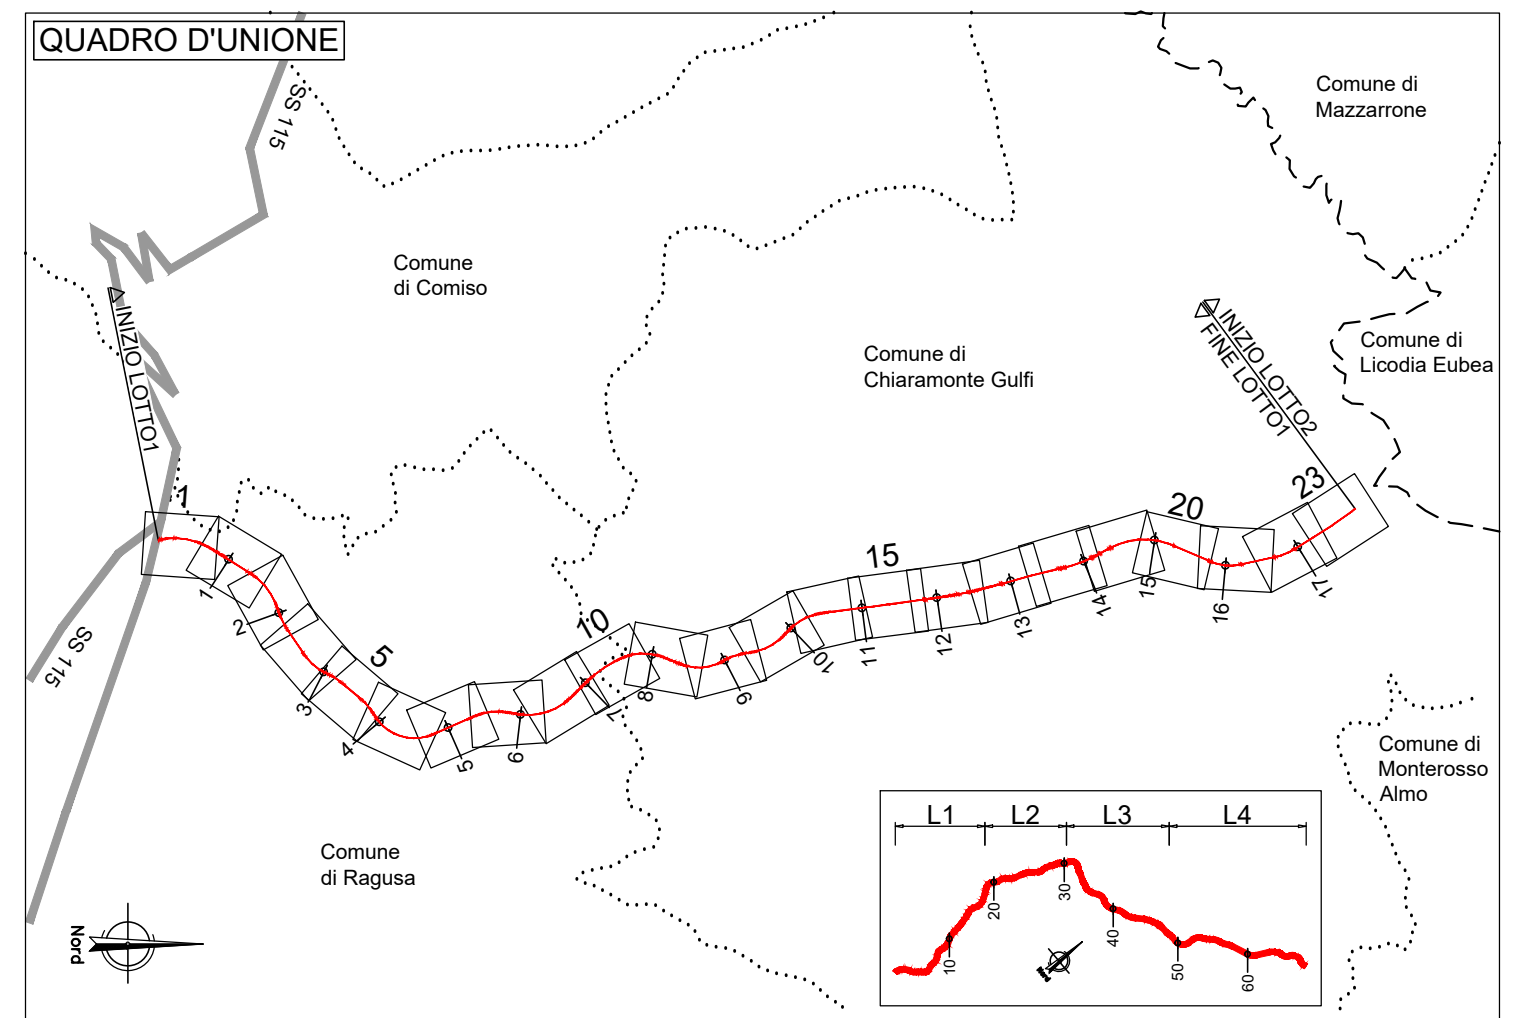 QUADRO D'UNIONE
SS 115
Comune di
Mazzarrone
Comune
di Comiso
INIZIO LOTTO1
INIZIO LOTTO2
FINE LOTTO1
Comune di
Licodia Eubea
Comune di
Chiaramonte Gulfi
1
5
10
15
20
23
1
2
3
4
5
6
7
8
9
10
11
12
13
14
15
16
17
SS 115
Comune di
Monterosso
Almo
Comune
di Ragusa
Nord
L1 L2 L3 L4
10
20
30
40
50
60
Nord